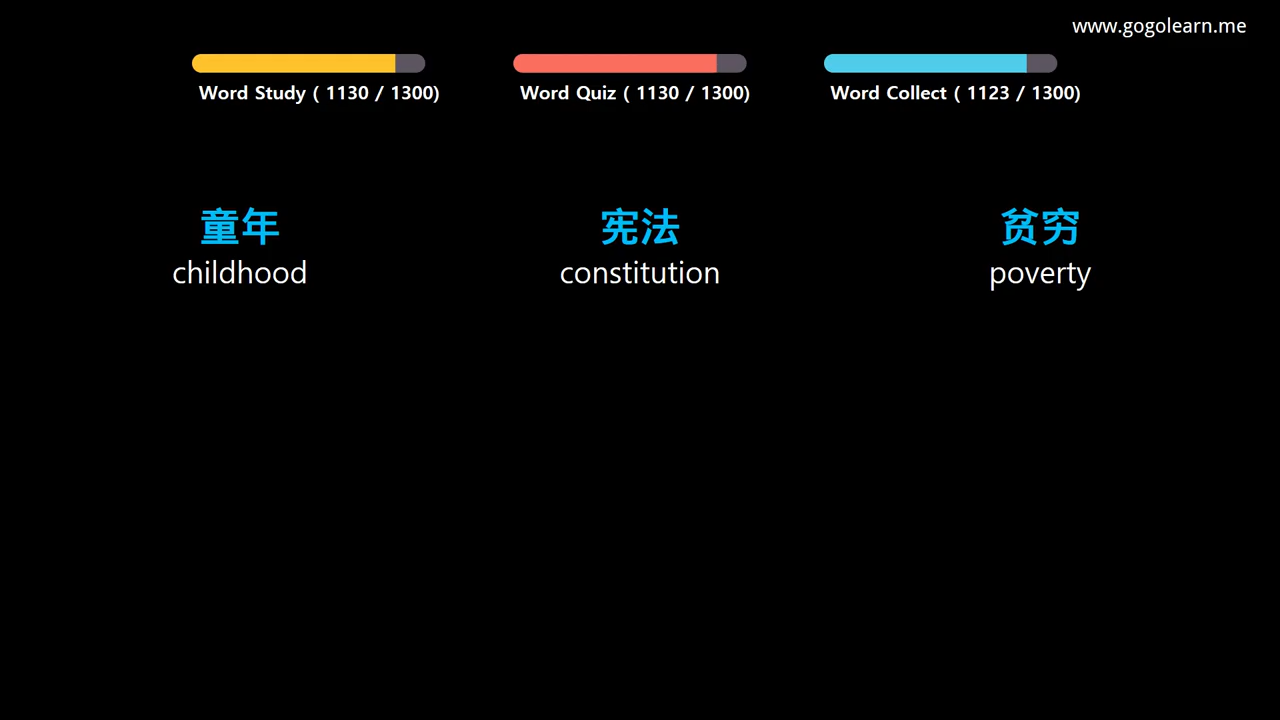 www.gogolearn.me
Word Study ( 1130 / 1300)
Word Quiz ( 1130 / 1300)
Word Collect ( 1123 / 1300)
童年
childhood
宪法
constitution
贫穷
poverty